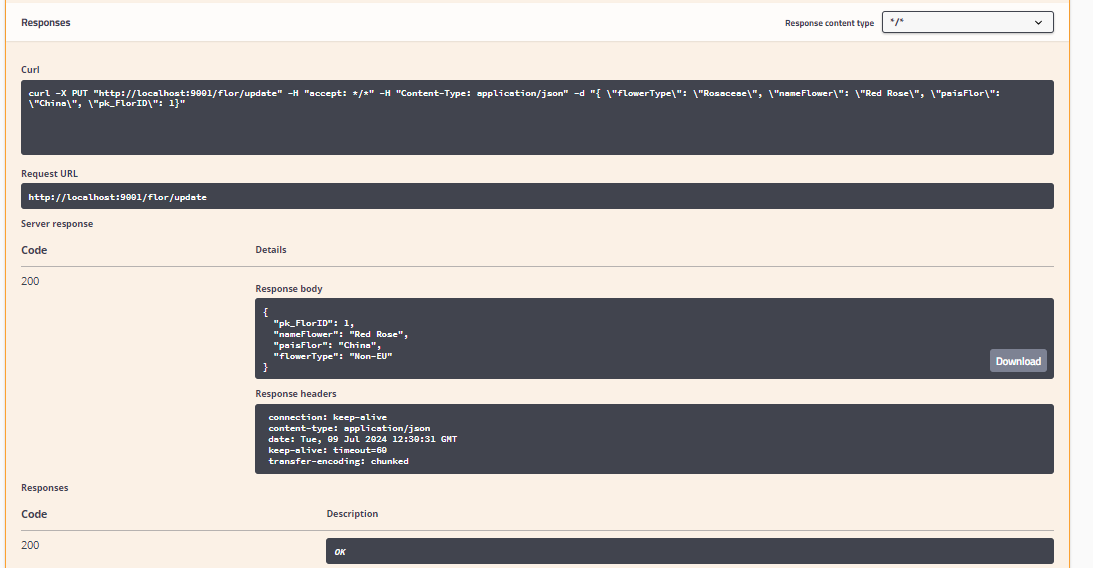 Responses
Response content type
*/*
Curl
curl -X PUT "http://localhost:9001/flor/update" -H "accept: */*" -H "Content-Type: application/json" -d "{ \"flowerType\": \"Rosaceae\", \"nameFlower\": \"Red Rose\", \"paisFlor\":
\"China\", \"pk_FlorID\": 1}"
Request URL
http://localhost:9001/flor/update
Server response
Code Details
200
Response body
{
  "pk_FlorID": 1,
  "nameFlower": "Red Rose",
  "paisFlor": "China",
  "flowerType": "Non-EU"
}
Download
Response headers
connection: keep-alive
content-type: application/json
date: Tue, 09 Jul 2024 12:30:31 GMT
keep-alive: timeout=60
transfer-encoding: chunked
Responses
Code Description
200
OK